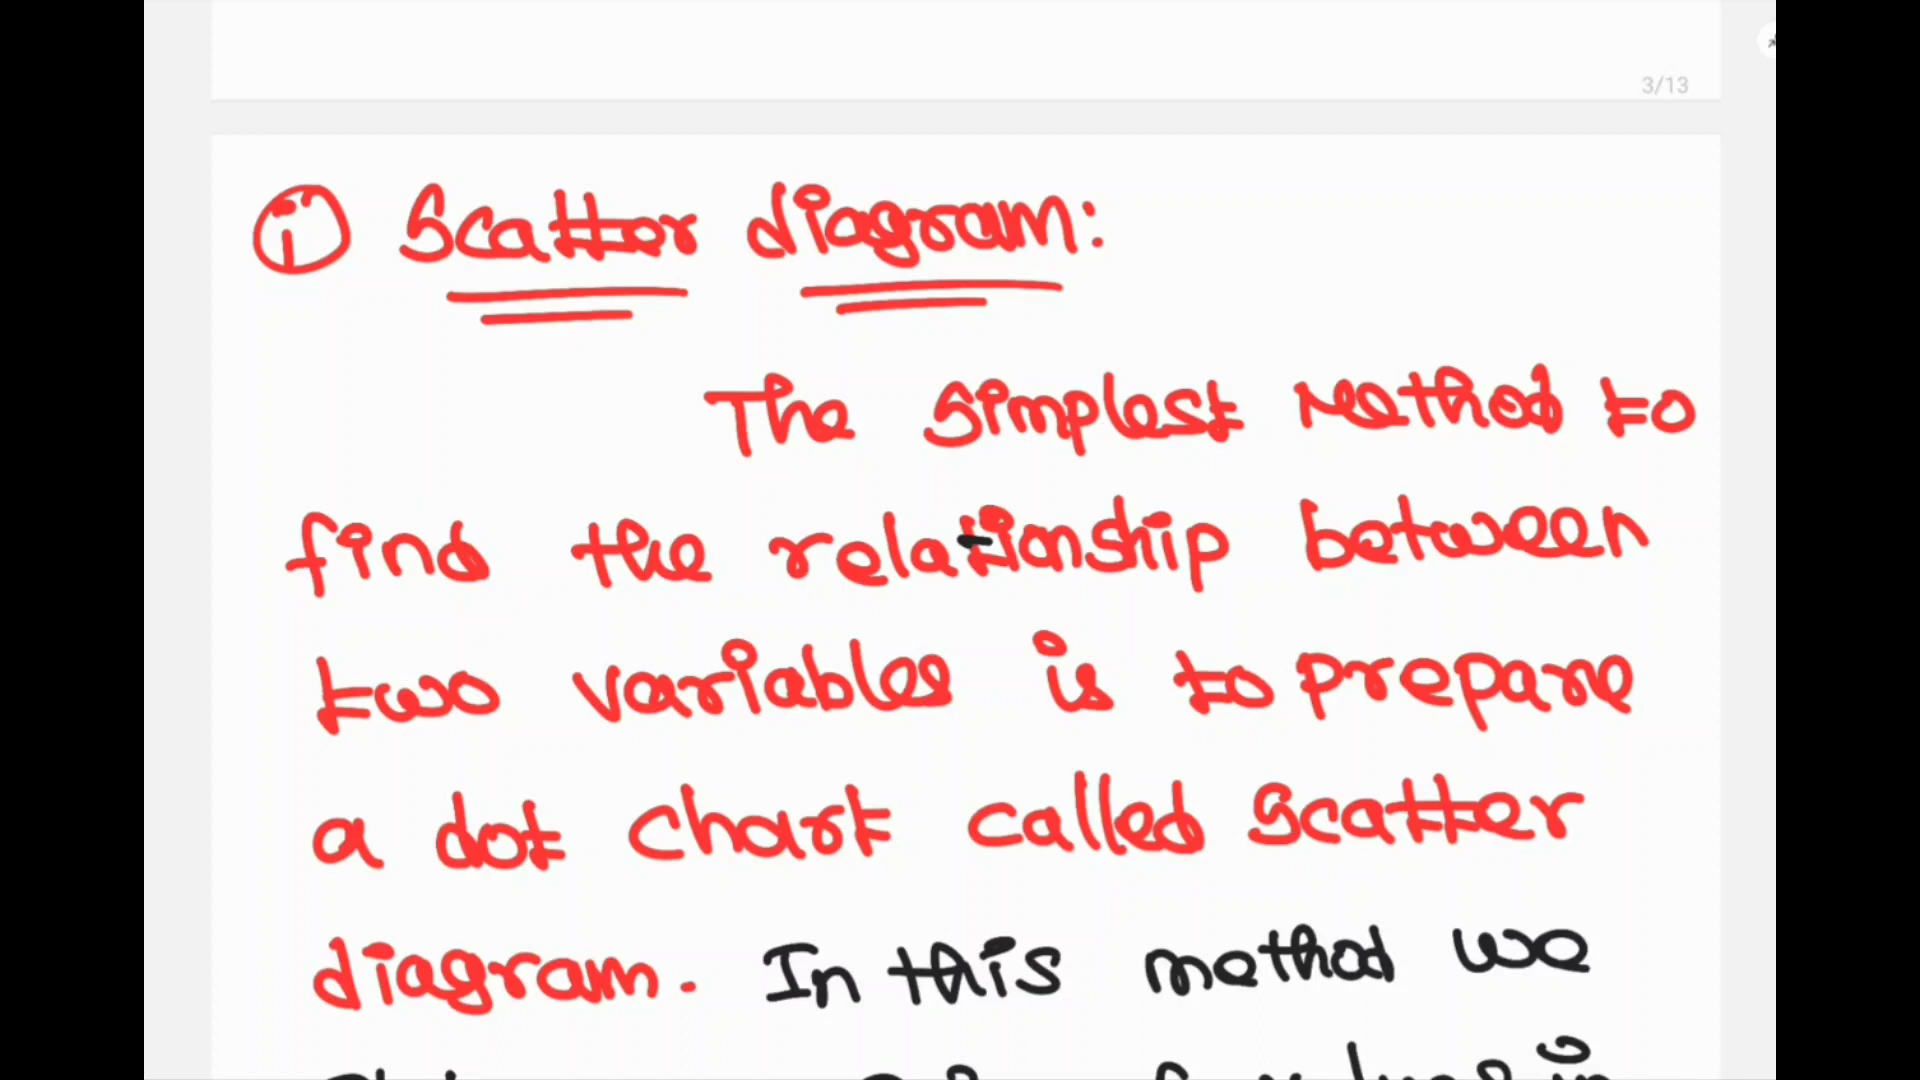 3/13
i) Scatter diagram:
The simplest method to
find the relationship between
two variables is to prepare
a dot chart called scatter
diagram. In this method we